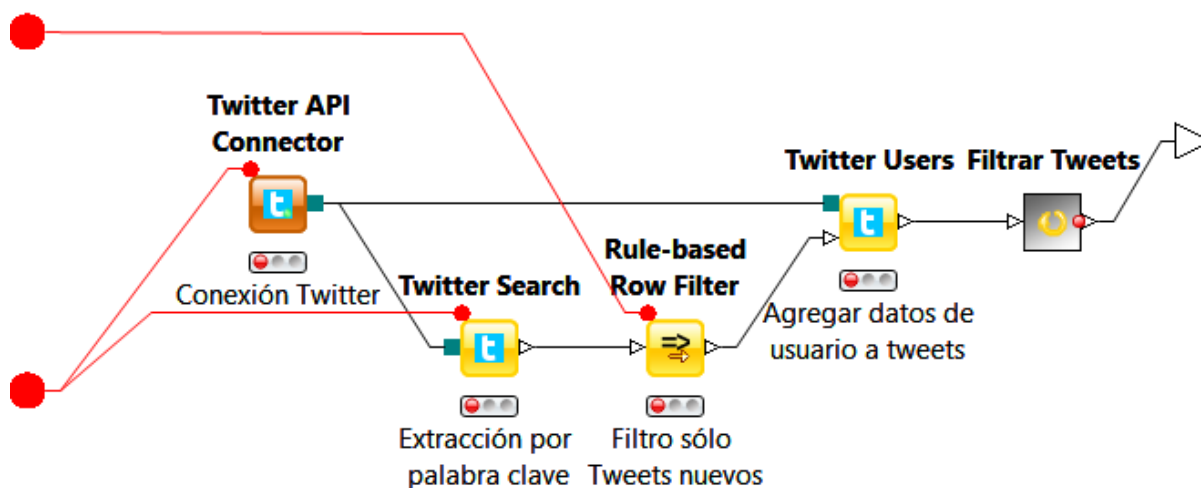 Twitter API
Connector
Conexión Twitter
Twitter Search
Extracción por
palabra clave
Rule-based
Row Filter
Filtro sólo
Tweets nuevos
Twitter Users
Agregar datos de
usuario a tweets
Filtrar Tweets